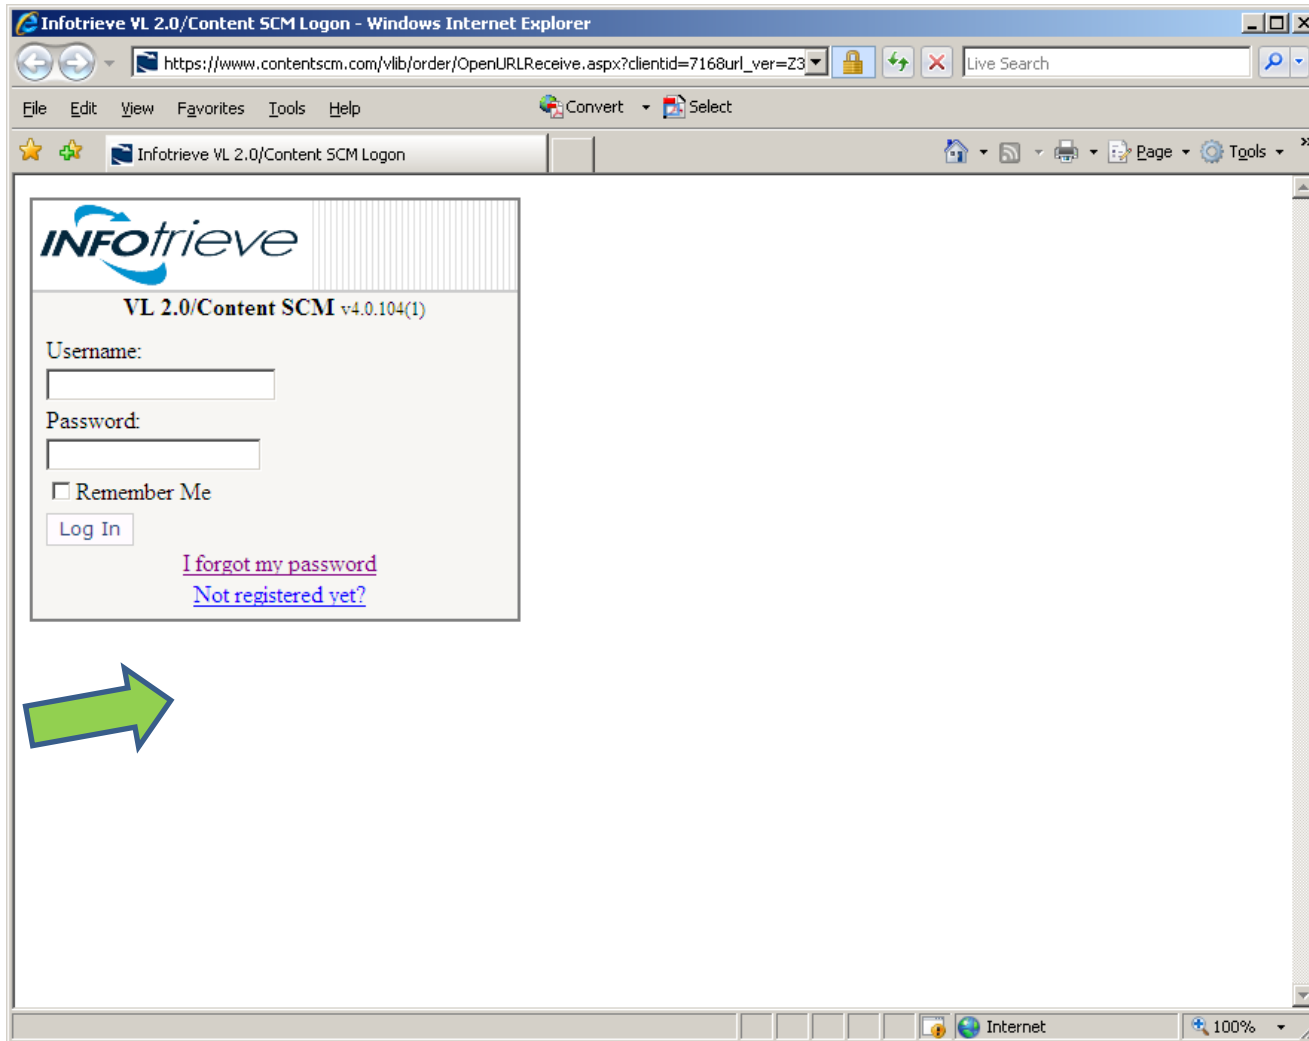 Infotrieve VL 2.0/Content SCM Logon - Windows Internet Explorer
https://www.contentscm.com/vlib/order/OpenURLReceive.aspx?clientid=7168url_ver=Z3
Live Search
File Edit View Favorites Tools Help Convert Select
Infotrieve VL 2.0/Content SCM Logon Page Tools »
INFOtrieve
VL 2.0/Content SCM v4.0.104(1)
Username:
Password:
Remember Me
Log In
I forgot my password
Not registered yet?
Internet 100%